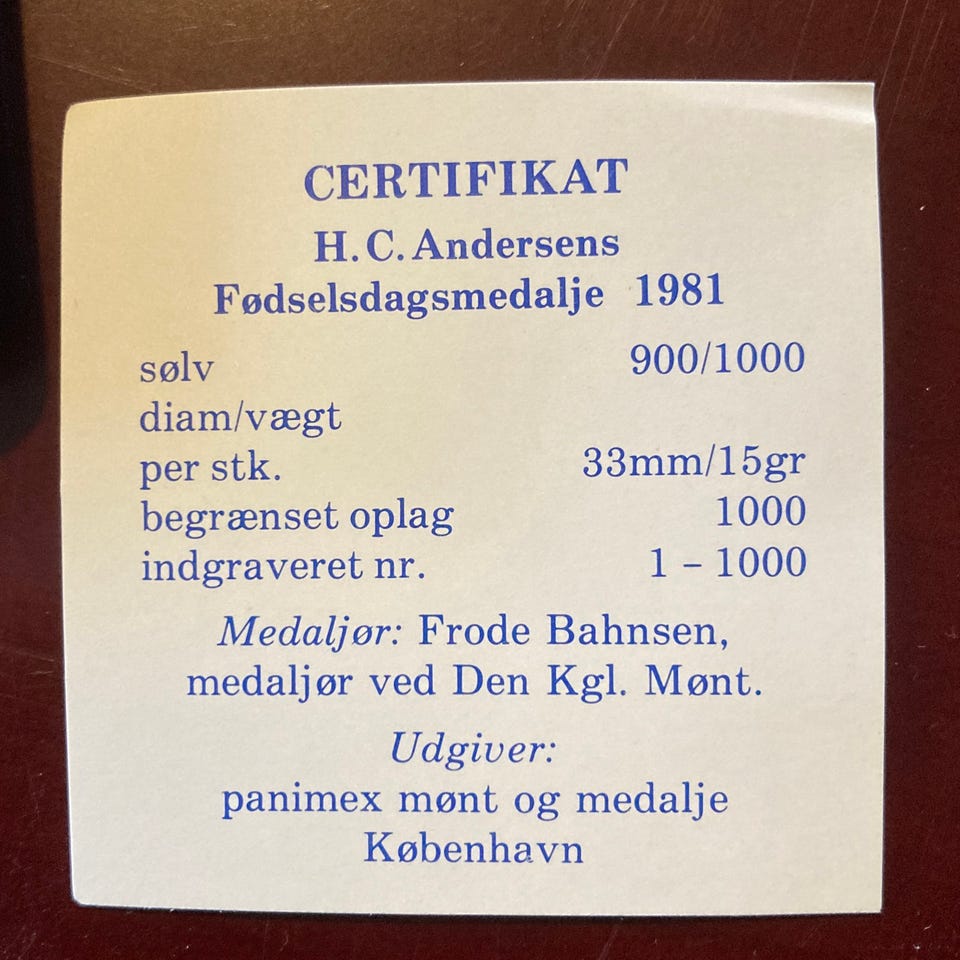 CERTIFIKAT
H. C. Andersens
Fødselsdagsmedalje 1981
sølv 900/1000
diam/vægt
per stk. 33mm/15gr
begrænset oplag 1000
indgraveret nr. 1 – 1000
Medaljør: Frode Bahnsen,
medaljør ved Den Kgl. Mønt.
Udgiver:
panimex mønt og medalje
København